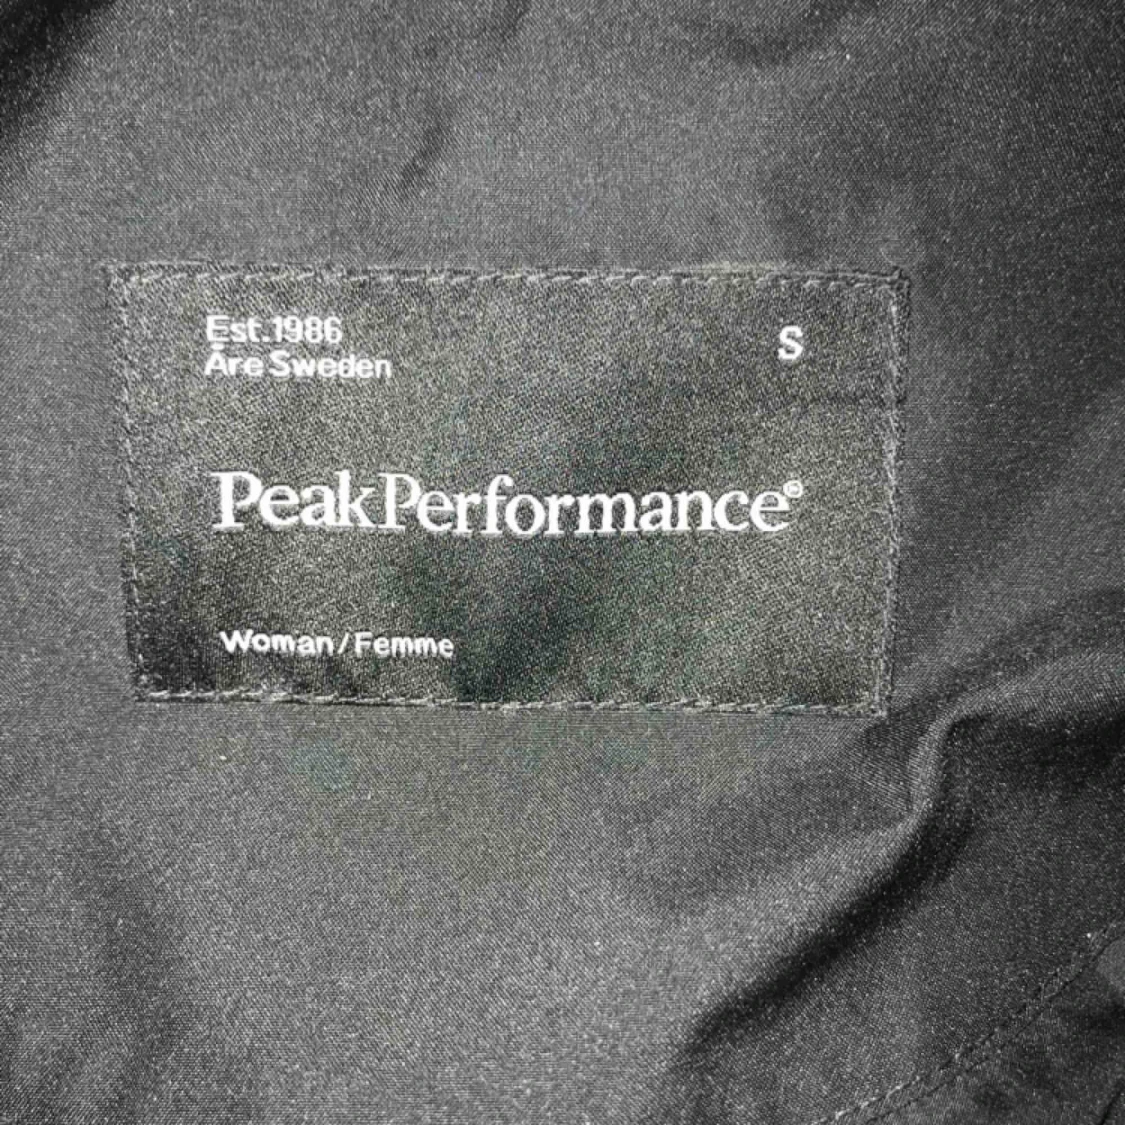 Est.1986
Åre Sweden
S
PeakPerformance®
Woman/Femme